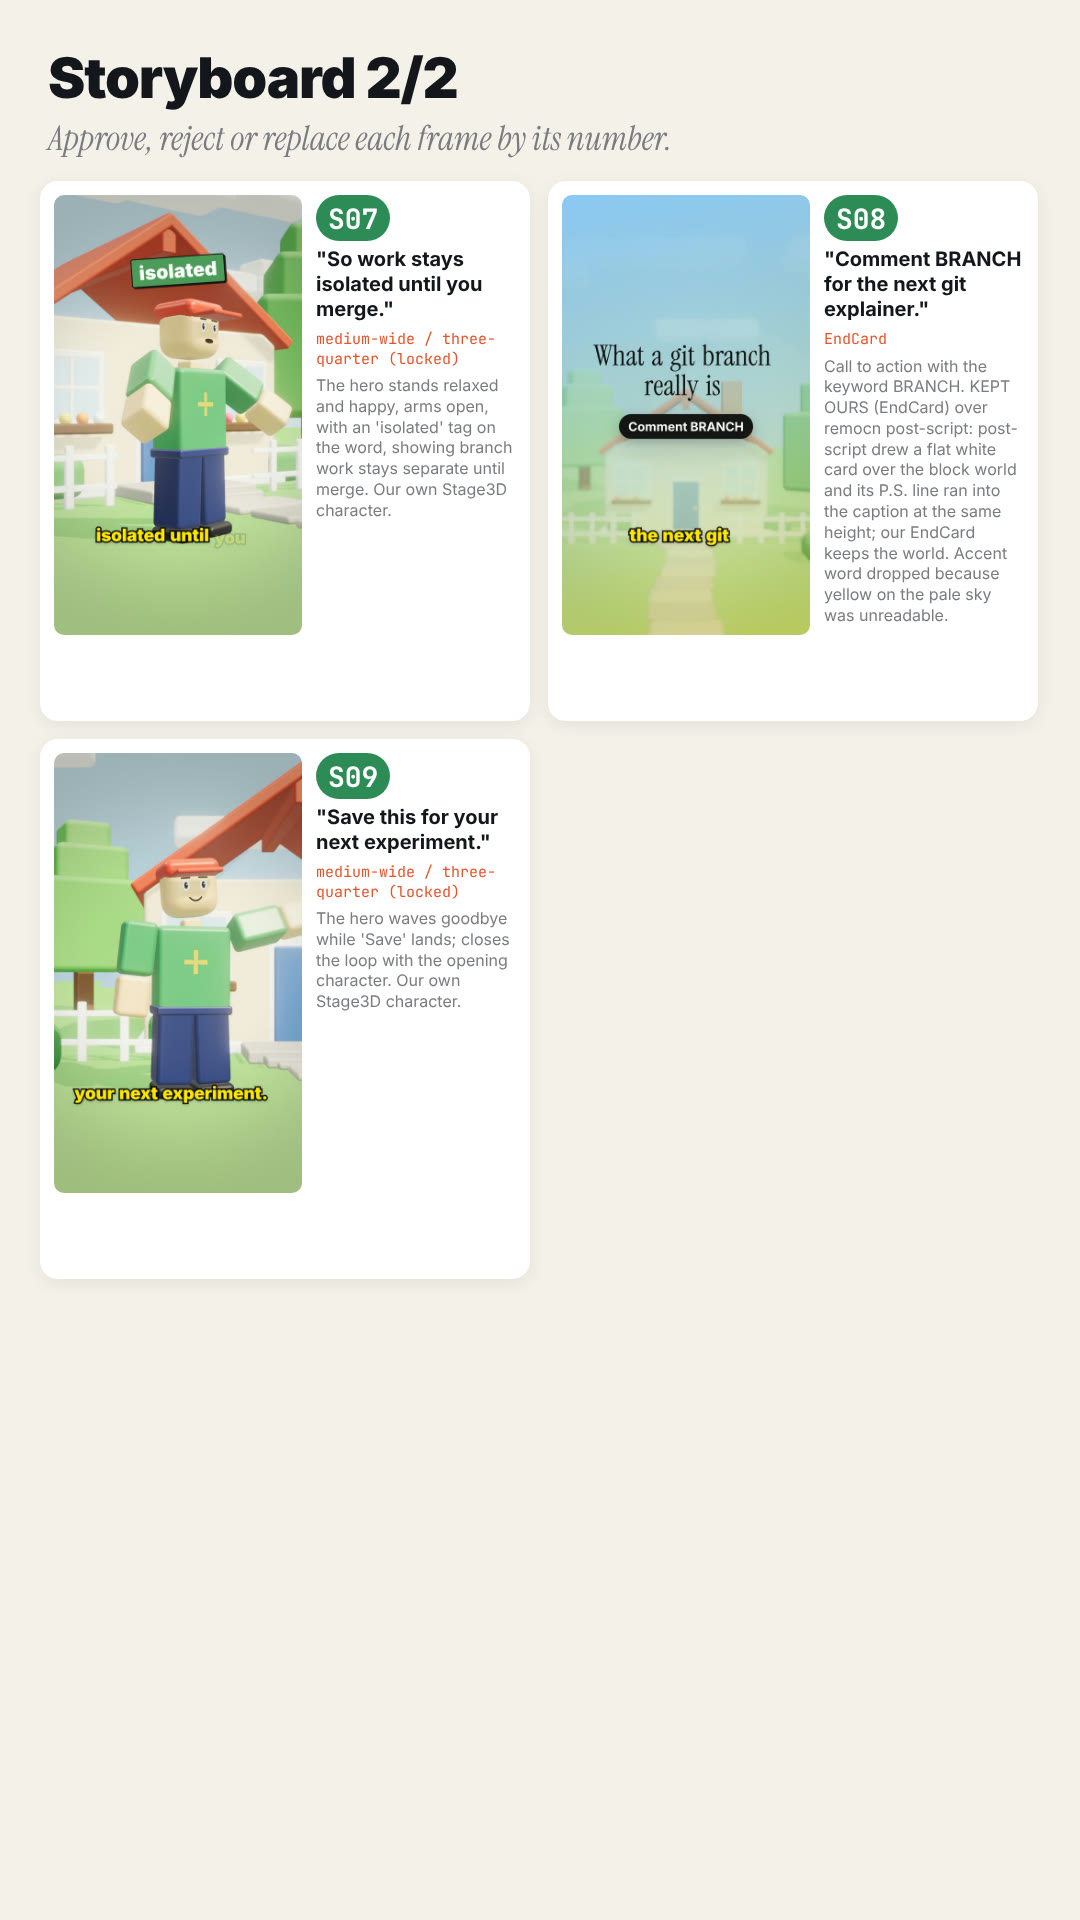 Storyboard 2/2
Approve, reject or replace each frame by its number.
isolated
isolated until you
S07
"So work stays
isolated until you
merge."
medium-wide / three-
quarter (locked)
The hero stands relaxed
and happy, arms open,
with an 'isolated' tag on
the word, showing branch
work stays separate until
merge. Our own Stage3D
character.
What a git branch
really is
Comment BRANCH
the next git
S08
"Comment BRANCH
for the next git
explainer."
EndCard
Call to action with the
keyword BRANCH. KEPT
OURS (EndCard) over
remocn post-script: post-
script drew a flat white
card over the block world
and its P.S. line ran into
the caption at the same
height; our EndCard
keeps the world. Accent
word dropped because
yellow on the pale sky
was unreadable.
your next experiment.
S09
"Save this for your
next experiment."
medium-wide / three-
quarter (locked)
The hero waves goodbye
while 'Save' lands; closes
the loop with the opening
character. Our own
Stage3D character.